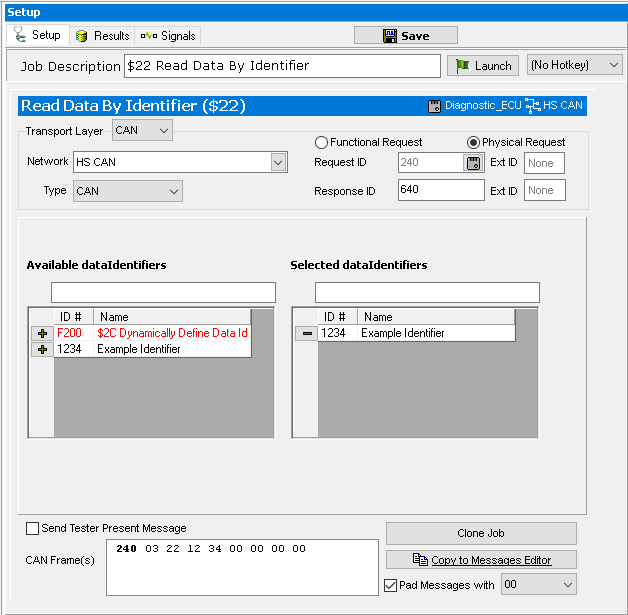 Setup
Setup Results Signals Save
Job Description $22 Read Data By Identifier Launch (No Hotkey)
Read Data By Identifier ($22) Diagnostic_ECU HS CAN
Transport Layer CAN
Functional Request Physical Request
Network HS CAN Request ID 240 Ext ID None
Type CAN Response ID 640 Ext ID None
Available dataIdentifiers Selected dataIdentifiers
ID # Name ID # Name
F200 $2C Dynamically Define Data Id 1234 Example Identifier
1234 Example Identifier
Send Tester Present Message
Clone Job
CAN Frame(s) 240 03 22 12 34 00 00 00 00
Copy to Messages Editor
Pad Messages with 00